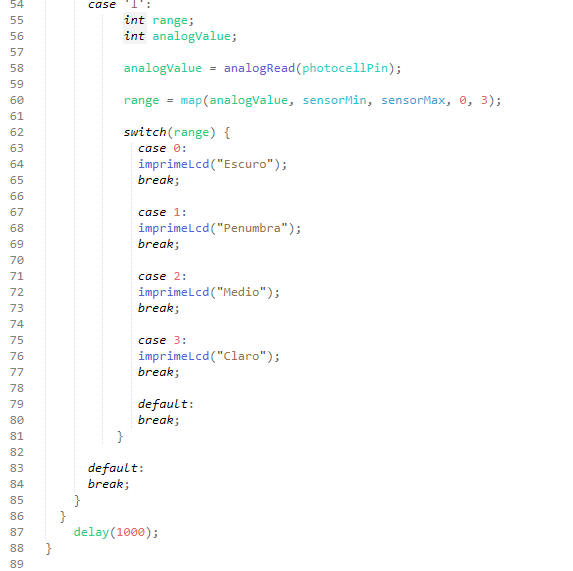 54 case 'l':
55 int range;
56 int analogValue;
57
58 analogValue = analogRead(photocellPin);
59
60 range = map(analogValue, sensorMin, sensorMax, 0, 3);
61
62 switch(range) {
63 case 0:
64 imprimeLcd("Escuro");
65 break;
66
67 case 1:
68 imprimeLcd("Penumbra");
69 break;
70
71 case 2:
72 imprimeLcd("Medio");
73 break;
74
75 case 3:
76 imprimeLcd("Claro");
77 break;
78
79 default:
80 break;
81 }
82
83 default:
84 break;
85 }
86 }
87 delay(1000);
88 }
89